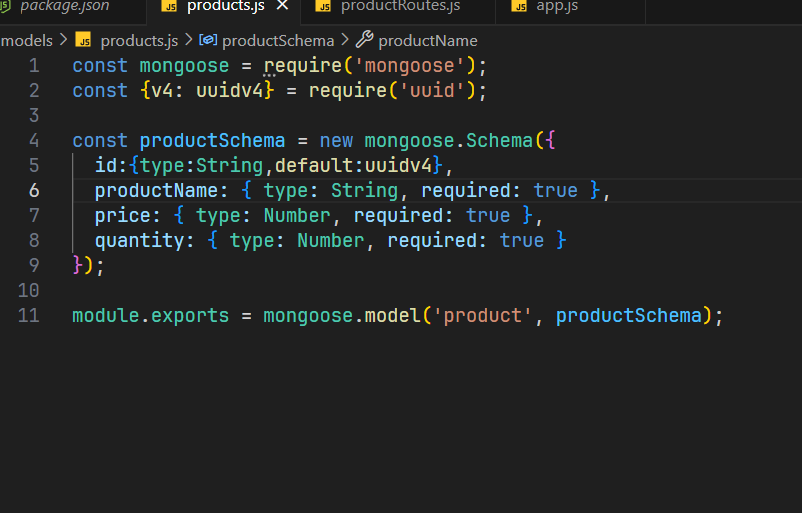 package.json products.js productRoutes.js app.js
models > products.js > productSchema > productName
1 const mongoose = require('mongoose');
2 const {v4: uuidv4} = require('uuid');
3
4 const productSchema = new mongoose.Schema({
5 id:{type:String,default:uuidv4},
6 productName: { type: String, required: true },
7 price: { type: Number, required: true },
8 quantity: { type: Number, required: true }
9 });
10
11 module.exports = mongoose.model('product', productSchema);